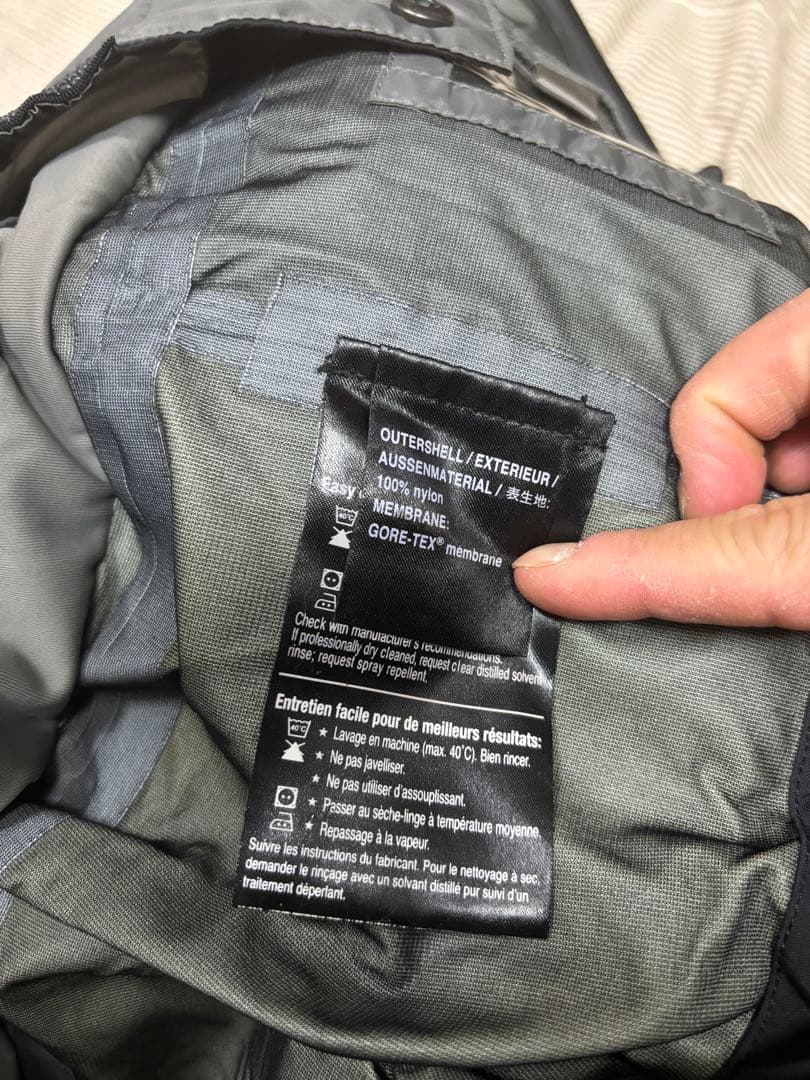 OUTERSHELL / EXTERIEUR /
AUSSENMATERIAL / 表生地:
100% nylon
MEMBRANE:
GORE-TEX® membrane
Easy
40°C
Check with manufacturer's recommendations.
If professionally dry cleaned, request clear distilled solvent
rinse; request spray repellent.
Entretien facile pour de meilleurs résultats:
40°C ★ Lavage en machine (max. 40°C). Bien rincer.
★ Ne pas javelliser.
★ Ne pas utiliser d'assouplissant.
★ Passer au sèche-linge à température moyenne.
★ Repassage à la vapeur.
Suivre les instructions du fabricant. Pour le nettoyage à sec,
demander le rinçage avec un solvant distillé pur suivi d'un
traitement déperlant.